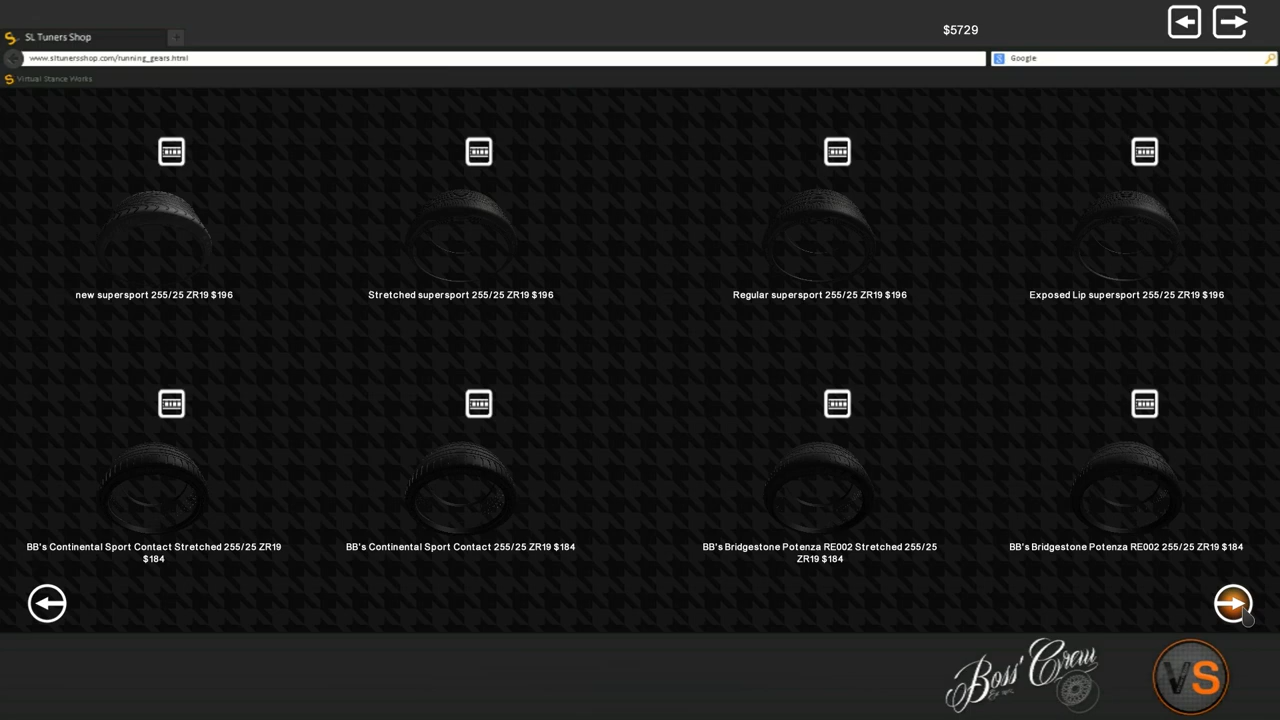 $5729
SL Tuners Shop
www.sltunersshop.com/running_gears.html
Google
Virtual Stance Works
new supersport 255/25 ZR19 $196
Stretched supersport 255/25 ZR19 $196
Regular supersport 255/25 ZR19 $196
Exposed Lip supersport 255/25 ZR19 $196
BB's Continental Sport Contact Stretched 255/25 ZR19
$184
BB's Continental Sport Contact 255/25 ZR19 $184
BB's Bridgestone Potenza RE002 Stretched 255/25
ZR19 $184
BB's Bridgestone Potenza RE002 255/25 ZR19 $184
Boss' Crew
VS